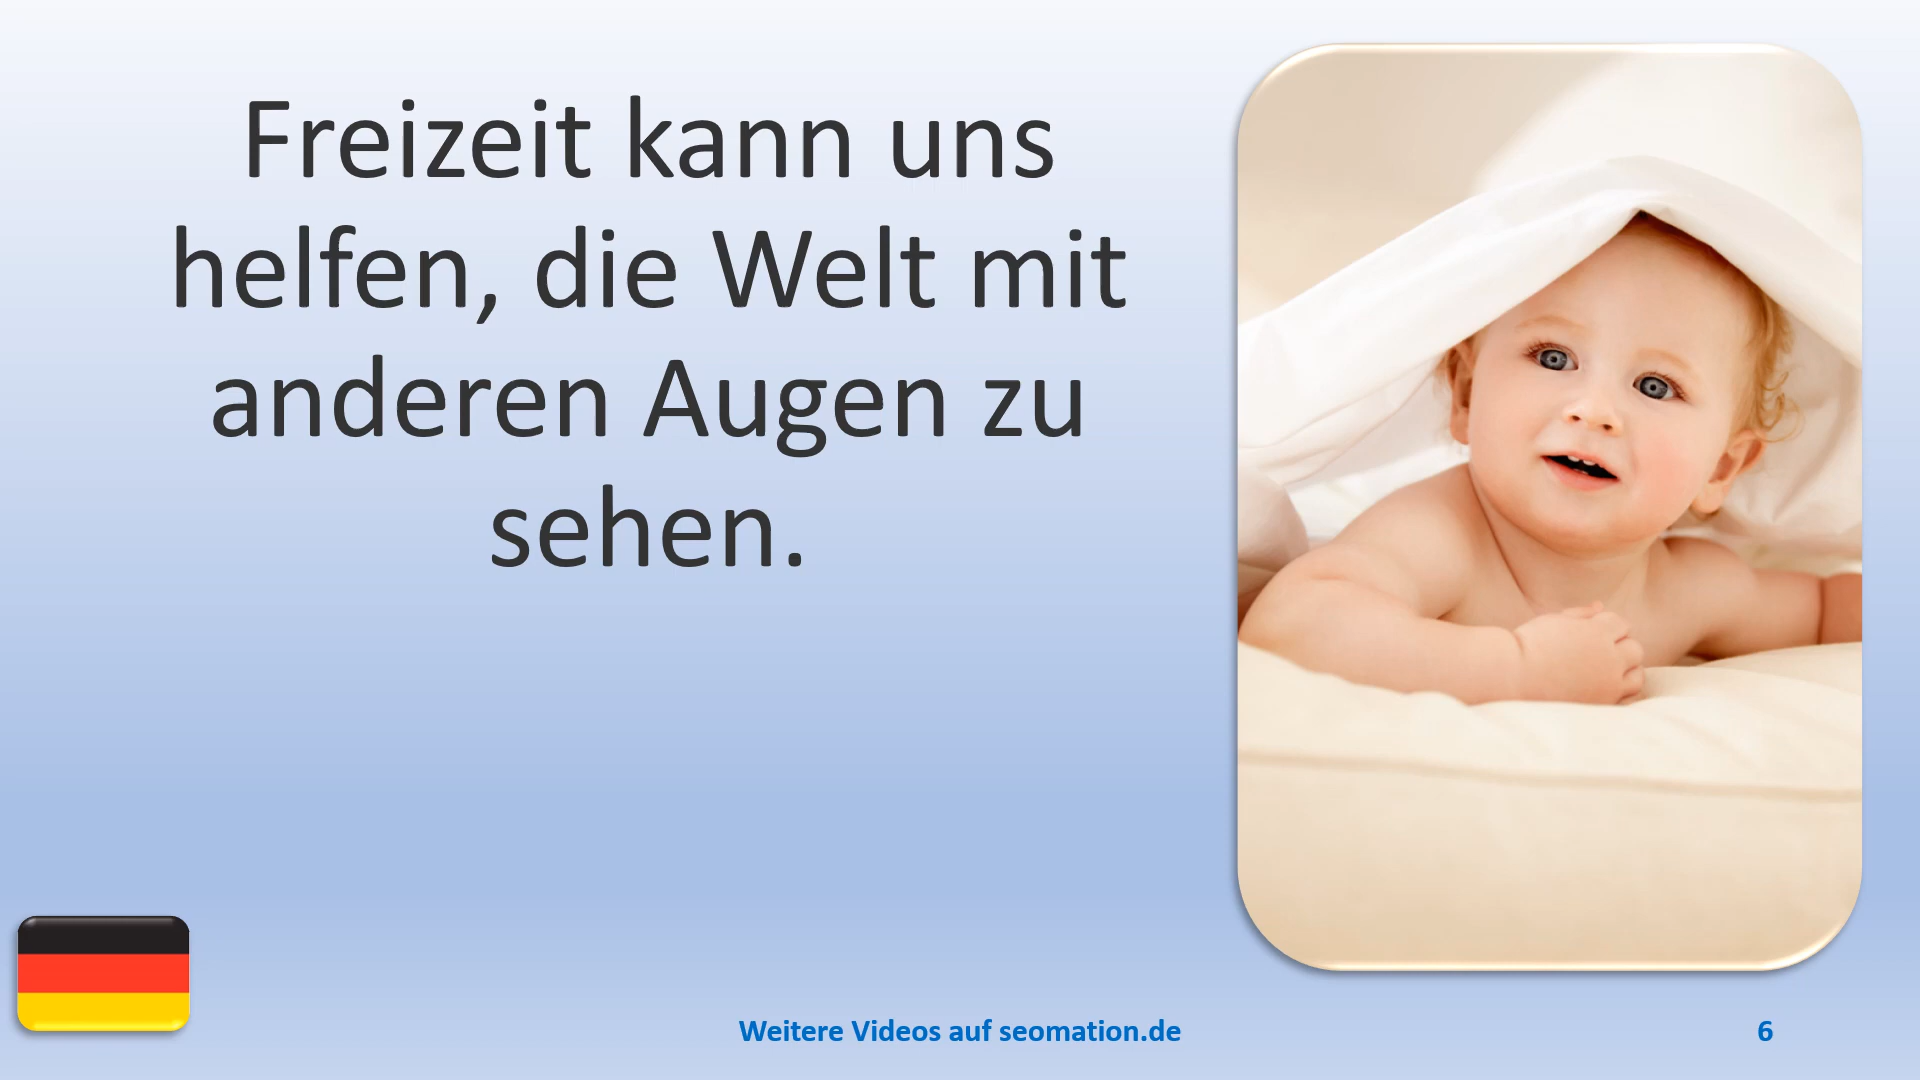 Freizeit kann uns
helfen, die Welt mit
anderen Augen zu
sehen.
Weitere Videos auf seomation.de
6